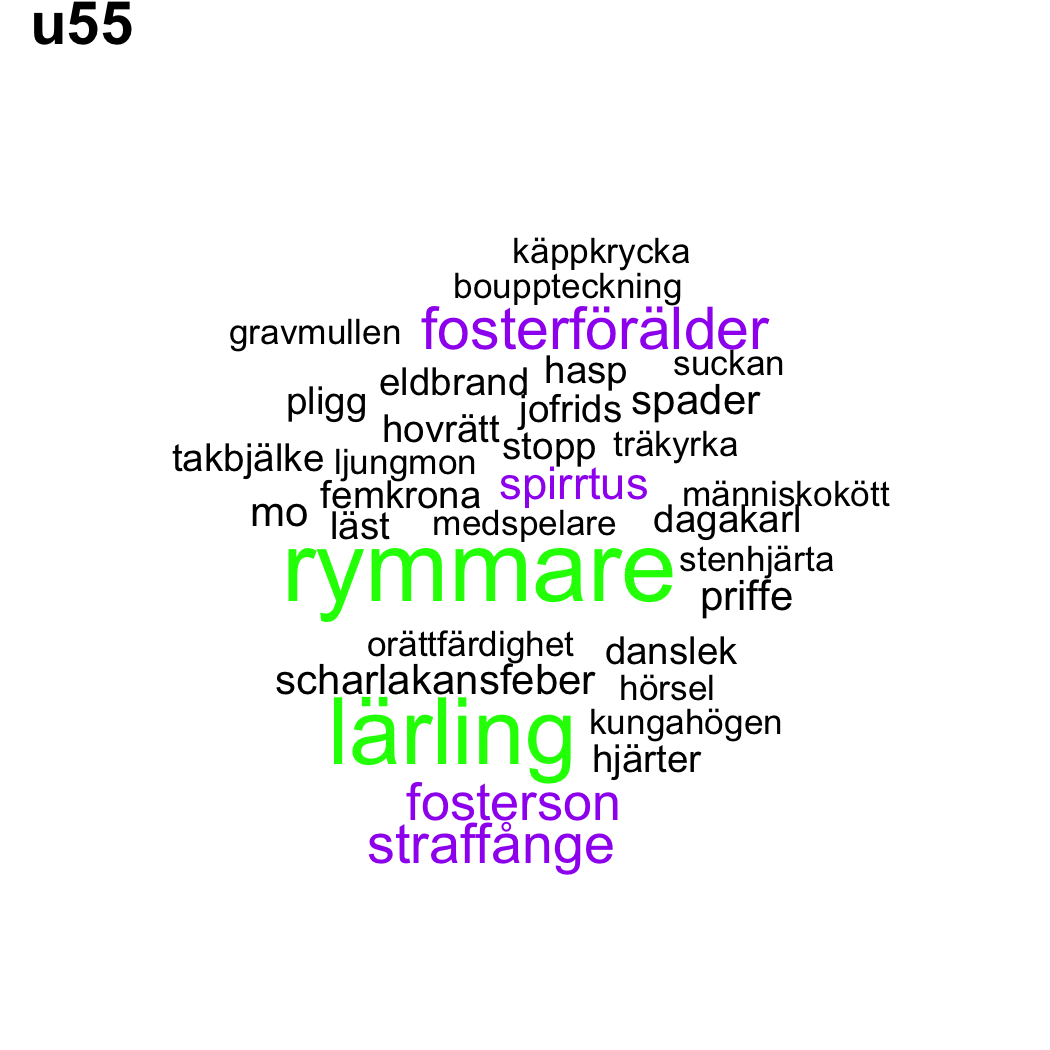 u55
käppkrycka
bouppteckning
gravmullen fosterförälder
hasp suckan
pligg eldbrand jofrids spader
hovrätt stopp träkyrka
takbjälke ljungmon
femkrona spirrtus människokött
mo läst medspelare dagakarl
rymmare stenhjärta
priffe
orättfärdighet danslek
scharlakansfeber hörsel
lärling kungahögen
hjärter
fosterson
straffånge